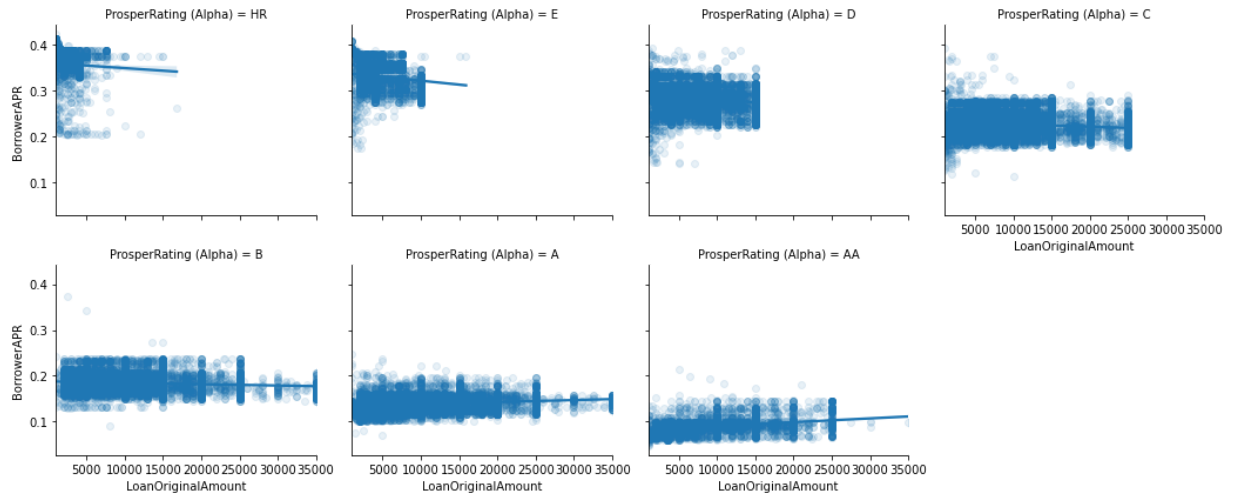 ProsperRating (Alpha) = HR
ProsperRating (Alpha) = E
ProsperRating (Alpha) = D
ProsperRating (Alpha) = C
BorrowerAPR
0.4
0.3
0.2
0.1
5000 10000 15000 20000 25000 30000 35000
LoanOriginalAmount
ProsperRating (Alpha) = B
ProsperRating (Alpha) = A
ProsperRating (Alpha) = AA
BorrowerAPR
0.4
0.3
0.2
0.1
5000 10000 15000 20000 25000 30000 35000
5000 10000 15000 20000 25000 30000 35000
5000 10000 15000 20000 25000 30000 35000
LoanOriginalAmount
LoanOriginalAmount
LoanOriginalAmount